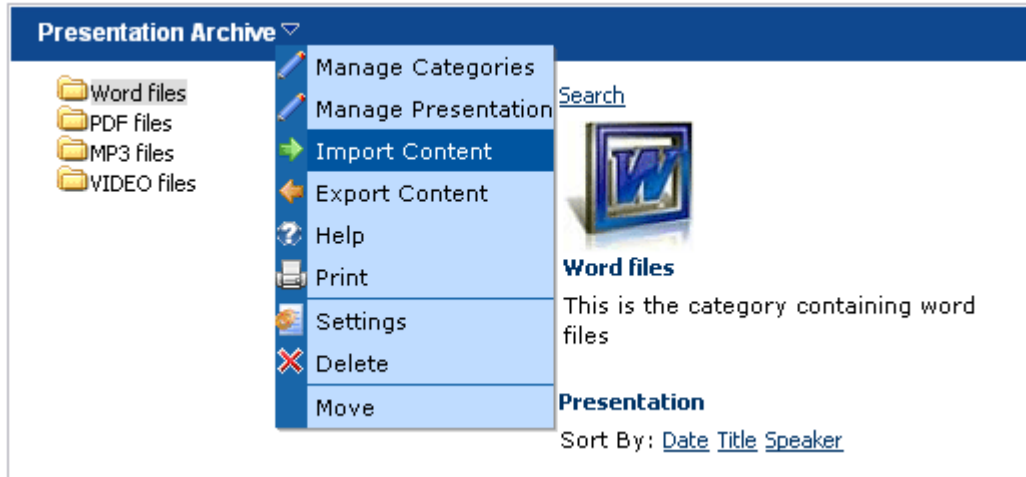 Presentation Archive
Word files
PDF files
MP3 files
VIDEO files
Manage Categories
Manage Presentation
Import Content
Export Content
Help
Print
Settings
Delete
Move
Search
W
Word files
This is the category containing word
files
Presentation
Sort By: Date Title Speaker